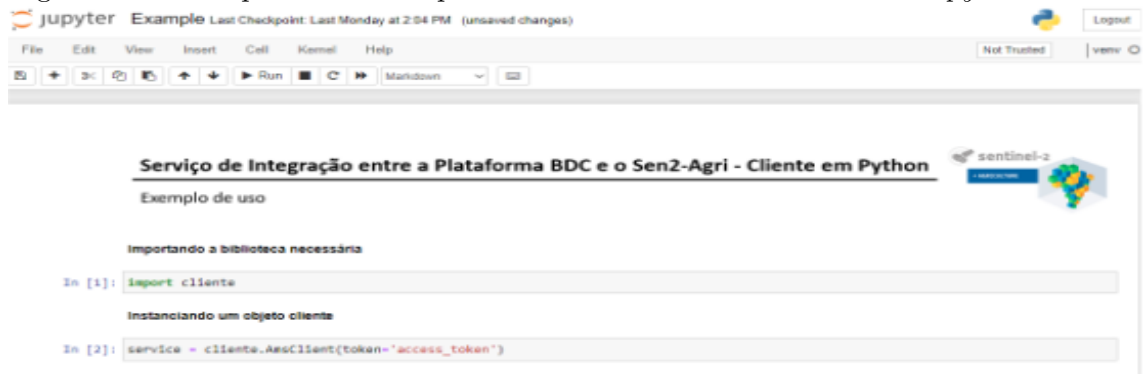 jupyter Example Last Checkpoint: Last Monday at 2:04 PM (unsaved changes) Logout
File Edit View Insert Cell Kernel Help Not Trusted venv
Run Markdown
Serviço de Integração entre a Plataforma BDC e o Sen2-Agri - Cliente em Python
sentinel-2
Exemplo de uso
Importando a biblioteca necessária
In [1]: import cliente
Instanciando um objeto cliente
In [2]: service = cliente.AmsClient(token='access_token')